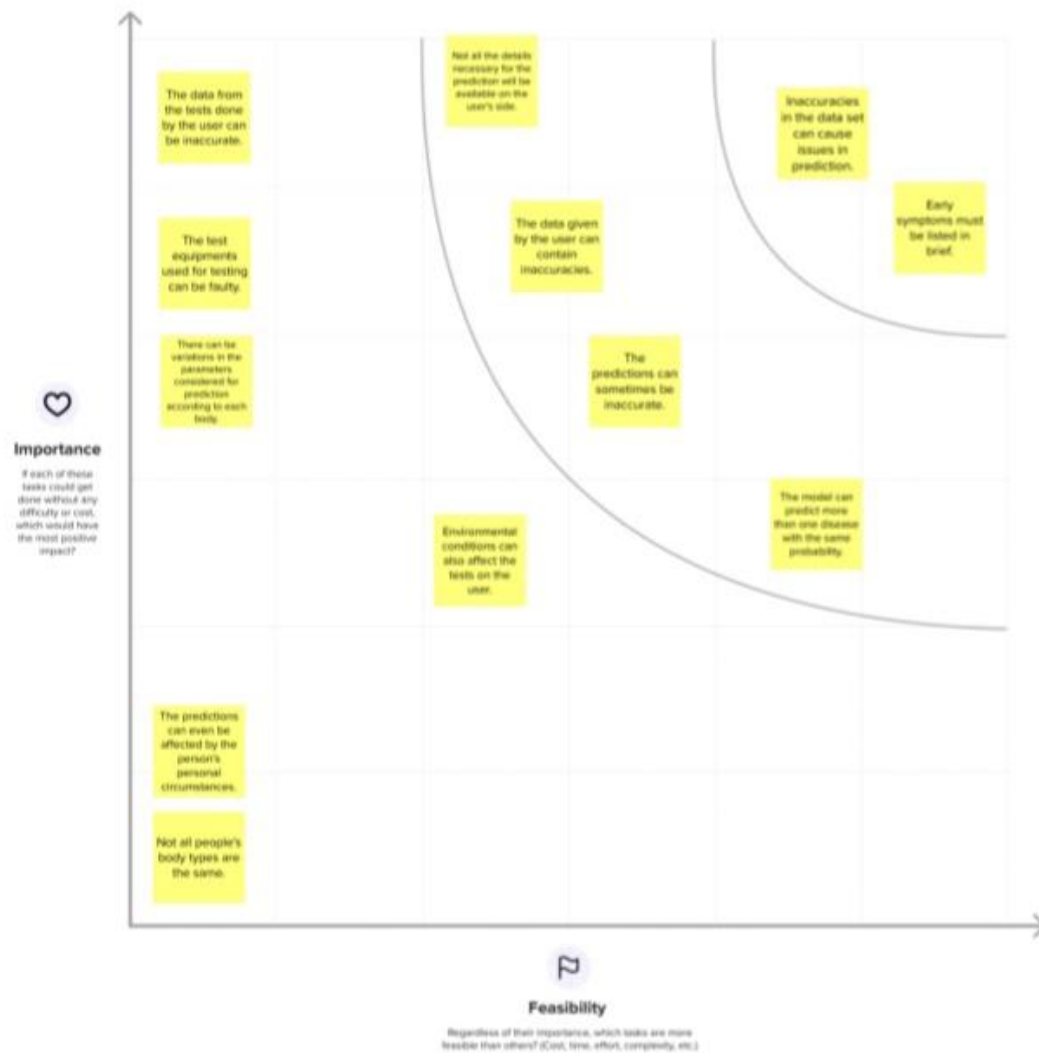 Not all the details
necessary for the
prediction will be
available on the
user's side.
The data from
the tests done
by the user can
be inaccurate.
Inaccuracies
in the data set
can cause
issues in
prediction.
Early
symptoms must
be listed in
brief.
The data given
by the user can
contain
inaccuracies.
The test
equipments
used for testing
can be faulty.
There can be
variations in the
parameters
considered for
prediction
according to each
body.
The
predictions can
sometimes be
inaccurate.
Importance
If each of these
tasks could get
done without any
difficulty or cost,
which would have
the most positive
impact?
The model can
predict more
than one disease
with the same
probability.
Environmental
conditions can
also affect the
tests on the
user.
The predictions
can even be
affected by the
person's
personal
circumstances.
Not all people's
body types are
the same.
Feasibility
Regardless of their importance, which tasks are more
feasible than others? (Cost, time, effort, complexity, etc.)